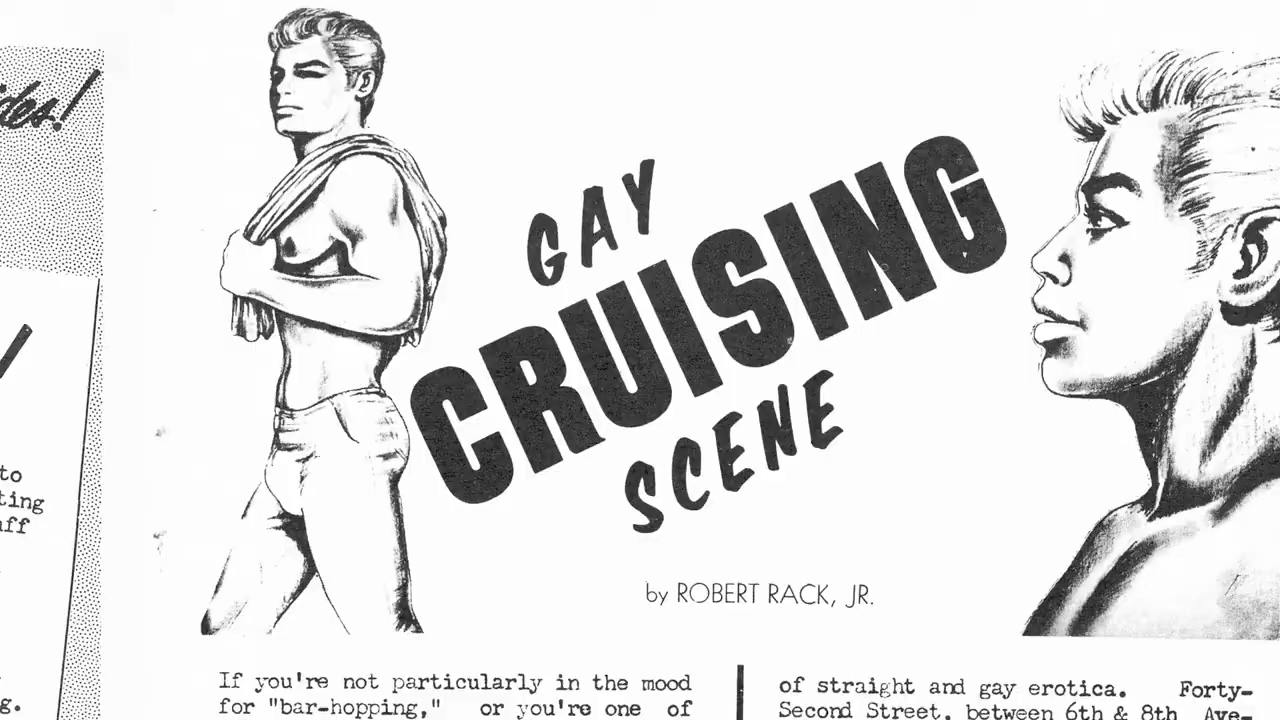 to
ting
aff
g.
GAY
CRUISING
SCENE
by ROBERT RACK, JR.
If you're not particularly in the mood
for "bar-hopping," or you're one of
of straight and gay erotica. Forty-
Second Street, between 6th & 8th Ave-